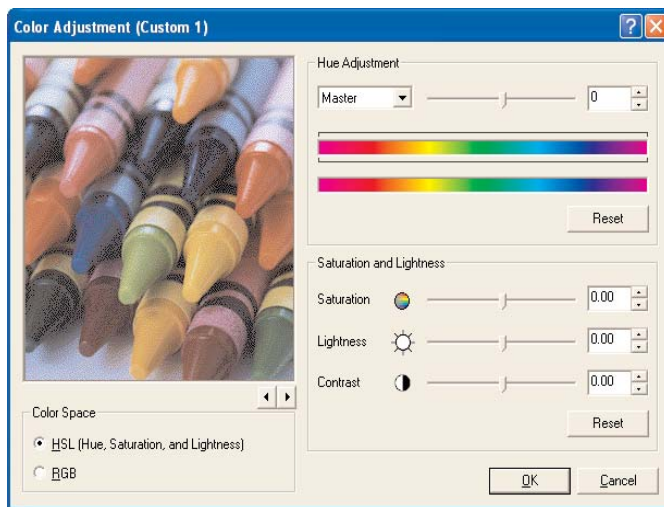 Color Adjustment (Custom 1)
Hue Adjustment
Master
0
Reset
Saturation and Lightness
Saturation 0.00
Lightness 0.00
Contrast 0.00
Reset
Color Space
HSL (Hue, Saturation, and Lightness)
RGB
OK Cancel